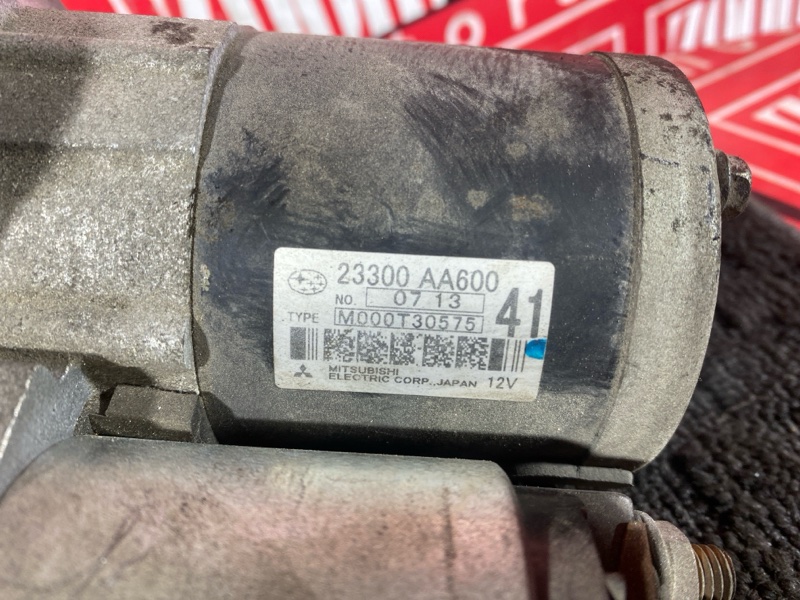 23300 AA600
NO. 07 13
TYPE M000T30575
41
MITSUBISHI
ELECTRIC CORP.,JAPAN 12V